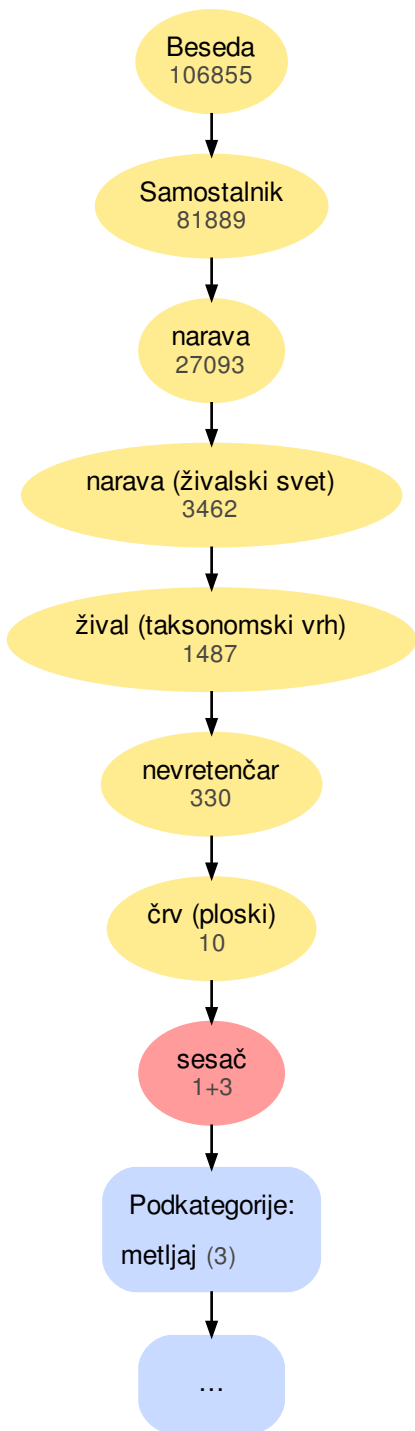 Beseda
106855
Samostalnik
81889
narava
27093
narava (živalski svet)
3462
žival (taksonomski vrh)
1487
nevretenčar
330
črv (ploski)
10
sesač
1+3
Podkategorije:
metljaj (3)
...